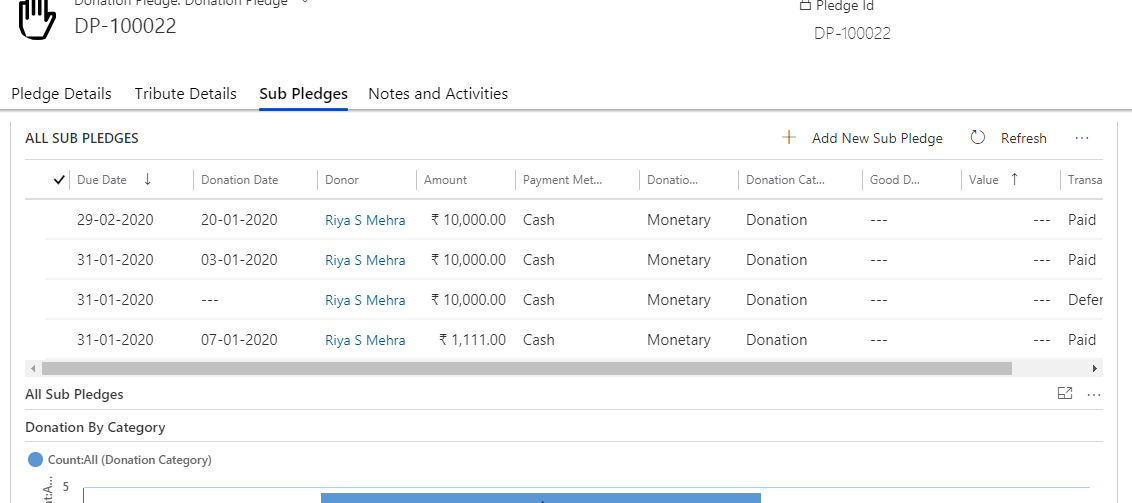 Donation Pledge: Donation Pledge
DP-100022
Pledge Id
DP-100022
Pledge Details Tribute Details Sub Pledges Notes and Activities
ALL SUB PLEDGES Add New Sub Pledge Refresh ...
Due Date ↓ Donation Date Donor Amount Payment Met... Donatio... Donation Cat... Good D... Value ↑ Transa
29-02-2020 20-01-2020 Riya S Mehra ₹ 10,000.00 Cash Monetary Donation --- --- Paid
31-01-2020 03-01-2020 Riya S Mehra ₹ 10,000.00 Cash Monetary Donation --- --- Paid
31-01-2020 --- Riya S Mehra ₹ 10,000.00 Cash Monetary Donation --- --- Defer
31-01-2020 07-01-2020 Riya S Mehra ₹ 1,111.00 Cash Monetary Donation --- --- Paid
All Sub Pledges ...
Donation By Category
Count:All (Donation Category)
5